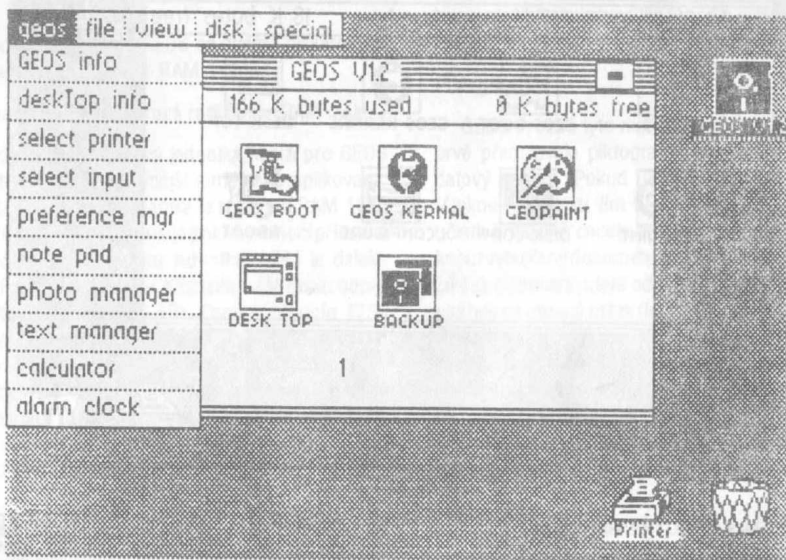 geos file view disk special
GEOS info
deskTop info
select printer
select input
preference mgr
note pad
photo manager
text manager
calculator
alarm clock
GEOS V1.2
166 K bytes used 0 K bytes free
GEOS BOOT GEOS KERNAL GEOPAINT
DESK TOP BACKUP
1
Printer